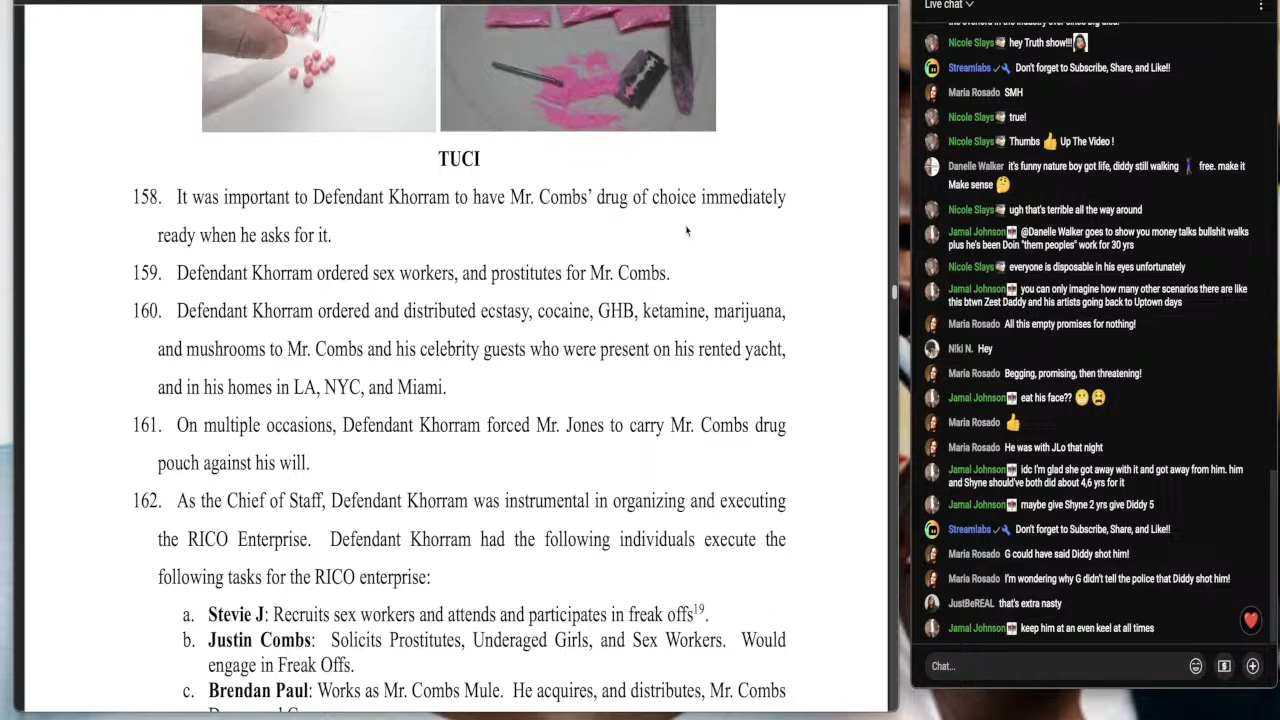 TUCI
158. It was important to Defendant Khorram to have Mr. Combs' drug of choice immediately
ready when he asks for it.
159. Defendant Khorram ordered sex workers, and prostitutes for Mr. Combs.
160. Defendant Khorram ordered and distributed ecstasy, cocaine, GHB, ketamine, marijuana,
and mushrooms to Mr. Combs and his celebrity guests who were present on his rented yacht,
and in his homes in LA, NYC, and Miami.
161. On multiple occasions, Defendant Khorram forced Mr. Jones to carry Mr. Combs drug
pouch against his will.
162. As the Chief of Staff, Defendant Khorram was instrumental in organizing and executing
the RICO Enterprise. Defendant Khorram had the following individuals execute the
following tasks for the RICO enterprise:
a. Stevie J: Recruits sex workers and attends and participates in freak offs19.
b. Justin Combs: Solicits Prostitutes, Underaged Girls, and Sex Workers. Would
engage in Freak Offs.
c. Brendan Paul: Works as Mr. Combs Mule. He acquires, and distributes, Mr. Combs
Live chat
Nicole Slays hey Truth show!!!
Streamlabs Don't forget to Subscribe, Share, and Like!!
Maria Rosado SMH
Nicole Slays true!
Nicole Slays Thumbs 👍 Up The Video !
Danelle Walker it's funny nature boy got life, diddy still walking 🚶 free. make it
Make sense 🤔
Nicole Slays ugh that's terrible all the way around
Jamal Johnson @Danelle Walker goes to show you money talks bullshit walks
plus he's been Doin "them peoples" work for 30 yrs
Nicole Slays everyone is disposable in his eyes unfortunately
Jamal Johnson you can only imagine how many other scenarios there are like
this btwn Zest Daddy and his artists going back to Uptown days
Maria Rosado All this empty promises for nothing!
N!ki N. Hey
Maria Rosado Begging, promising, then threatening!
Jamal Johnson eat his face?? 😬 😫
Maria Rosado 👍
Maria Rosado He was with JLo that night
Jamal Johnson idc I'm glad she got away with it and got away from him. him
and Shyne should've both did about 4,6 yrs for it
Jamal Johnson maybe give Shyne 2 yrs give Diddy 5
Streamlabs Don't forget to Subscribe, Share, and Like!!
Maria Rosado G could have said Diddy shot him!
Maria Rosado I'm wondering why G didn't tell the police that Diddy shot him!
JustBeREAL that's extra nasty
Jamal Johnson keep him at an even keel at all times
Chat...